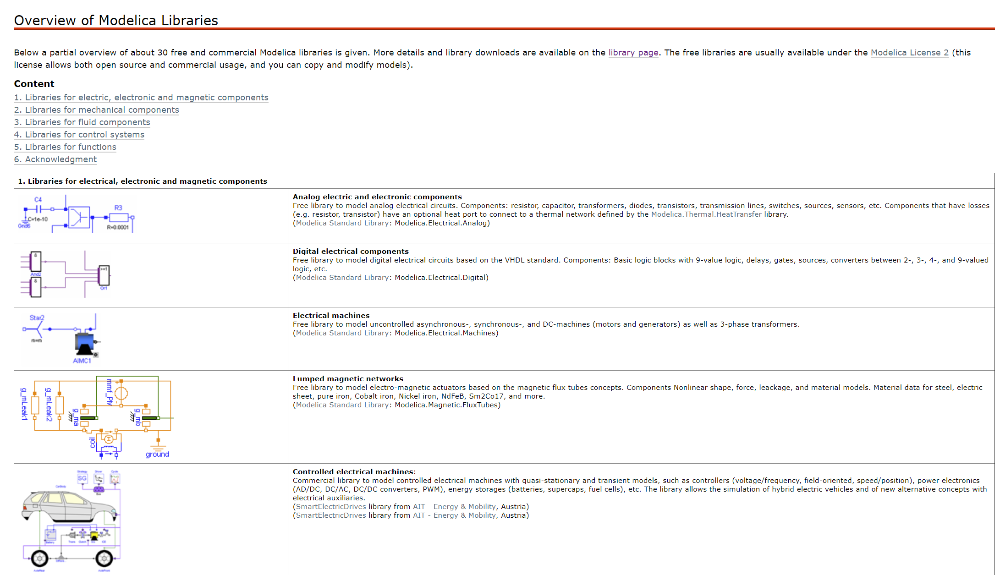 Overview of Modelica Libraries
Below a partial overview of about 30 free and commercial Modelica libraries is given. More details and library downloads are available on the library page. The free libraries are usually available under the Modelica License 2 (this
license allows both open source and commercial usage, and you can copy and modify models).
Content
1. Libraries for electric, electronic and magnetic components
2. Libraries for mechanical components
3. Libraries for fluid components
4. Libraries for control systems
5. Libraries for functions
6. Acknowledgment
1. Libraries for electrical, electronic and magnetic components
C4
R3
C=1e-10
Gnd6
R=0.0001
Analog electric and electronic components
Free library to model analog electrical circuits. Components: resistor, capacitor, transformers, diodes, transistors, transmission lines, switches, sources, sensors, etc. Components that have losses
(e.g. resistor, transistor) have an optional heat port to connect to a thermal network defined by the Modelica.Thermal.HeatTransfer library.
(Modelica Standard Library: Modelica.Electrical.Analog)
&
And2
&
>=1
Or1
Digital electrical components
Free library to model digital electrical circuits based on the VHDL standard. Components: Basic logic blocks with 9-value logic, delays, gates, sources, converters between 2-, 3-, 4-, and 9-valued
logic, etc.
(Modelica Standard Library: Modelica.Electrical.Digital)
Star2
m=m
AIMC1
Electrical machines
Free library to model uncontrolled asynchronous-, synchronous-, and DC-machines (motors and generators) as well as 3-phase transformers.
(Modelica Standard Library: Modelica.Electrical.Machines)
g_mLeak1
g_mLeak2
mmf_PM
g_ma
g_mb
coil
ground
Lumped magnetic networks
Free library to model electro-magnetic actuators based on the magnetic flux tubes concepts. Components Nonlinear shape, force, leackage, and material models. Material data for steel, electric
sheet, pure iron, Cobalt iron, Nickel iron, NdFeB, Sm2Co17, and more.
(Modelica Standard Library: Modelica.Magnetic.FluxTubes)
Strategy Driver Cycle
SG
CarBody
Bus
Battery Trans Clutch SG ICE
AxleRear AxleFront
Controlled electrical machines:
Commercial library to model controlled electrical machines with quasi-stationary and transient models, such as controllers (voltage/frequency, field-oriented, speed/position), power electronics
(AD/DC, DC/AC, DC/DC converters, PWM), energy storages (batteries, supercaps, fuel cells), etc. The library allows the simulation of hybrid electric vehicles and of new alternative concepts with
electrical auxiliaries.
(SmartElectricDrives library from AIT - Energy & Mobility, Austria)
(SmartElectricDrives library from AIT - Energy & Mobility, Austria)